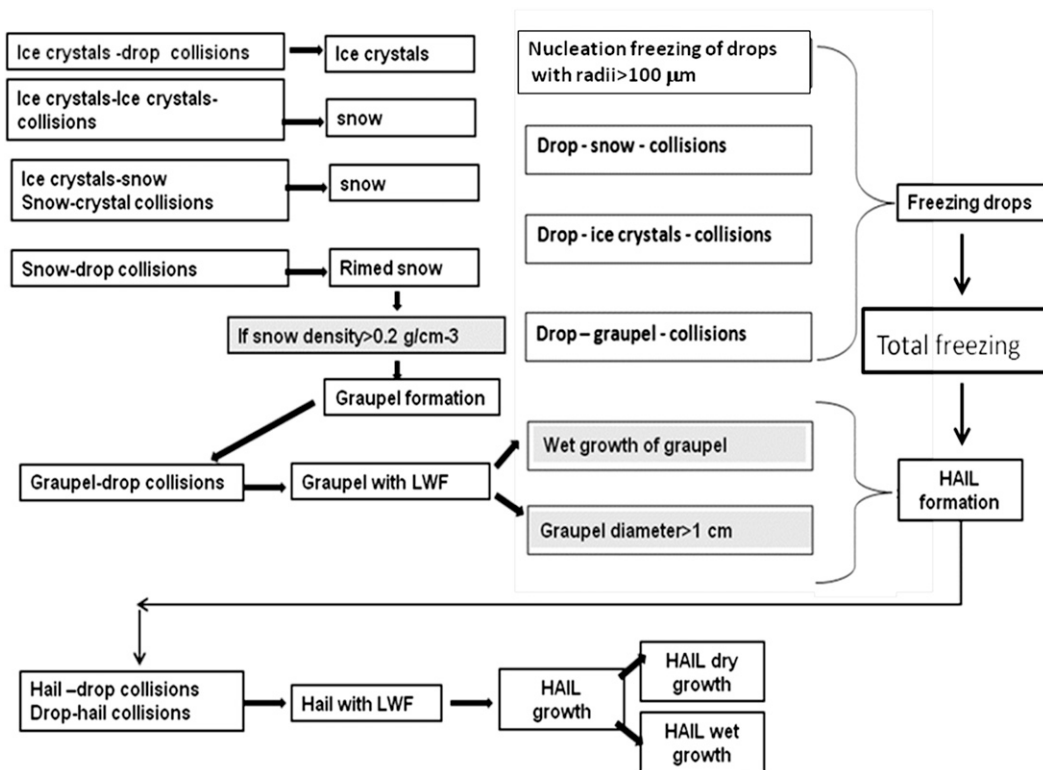 Ice crystals -drop  collisions
Ice crystals
Ice crystals-Ice crystals-
collisions
snow
Ice crystals-snow
Snow-crystal collisions
snow
Snow-drop collisions
Rimed snow
If snow density>0.2 g/cm-3
Graupel formation
Graupel-drop collisions
Graupel with LWF
Nucleation freezing of drops
with radii>100 μm
Drop - snow - collisions
Drop - ice crystals - collisions
Drop – graupel - collisions
Freezing drops
Total freezing
Wet growth of graupel
Graupel diameter>1 cm
HAIL
formation
Hail –drop collisions
Drop-hail collisions
Hail with LWF
HAIL
growth
HAIL dry
growth
HAIL wet
growth